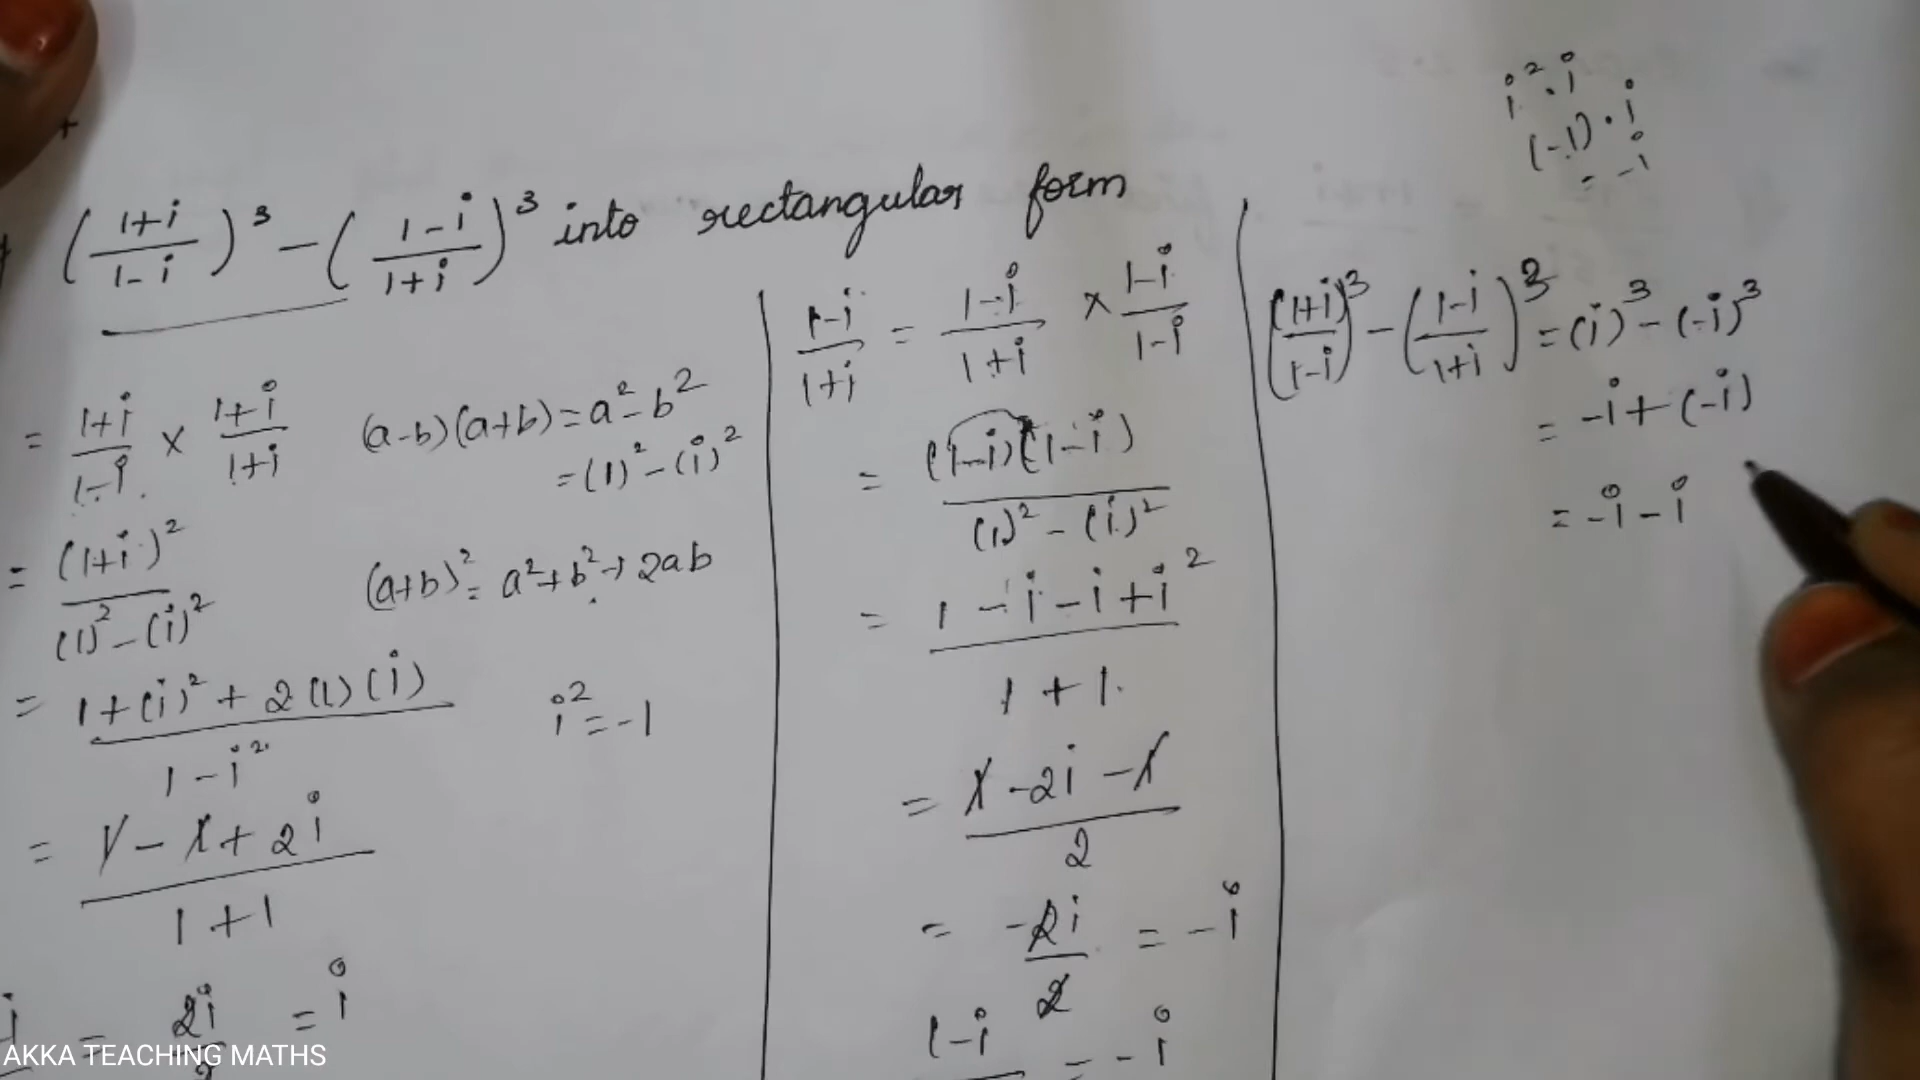 i² · i
(-1) · i
= -i
+
(1+i/1-i)³ - (1-i/1+i)³ into rectangular form
= 1+i/1-i × 1+i/1+i
(a-b)(a+b) = a² - b²
= (1)² - (i)²
= (1+i)²/(1)² - (i)²
(a+b)² = a² + b² + 2ab
= 1+(i)² + 2(1)(i)/1 - i²
i² = -1
= 1 - 1 + 2i/1 + 1
= 2i/2 = i
1-i/1+i = 1-i/1+i × 1-i/1-i
= (1-i)(1-i)/(1)² - (i)²
= 1 - i - i + i²/1 + 1
= 1 - 2i - 1/2
= -2i/2 = -i
1-i = -i
(1+i/1-i)³ - (1-i/1+i)³ = (i)³ - (-i)³
= -i + (-i)
= -i - i
AKKA TEACHING MATHS